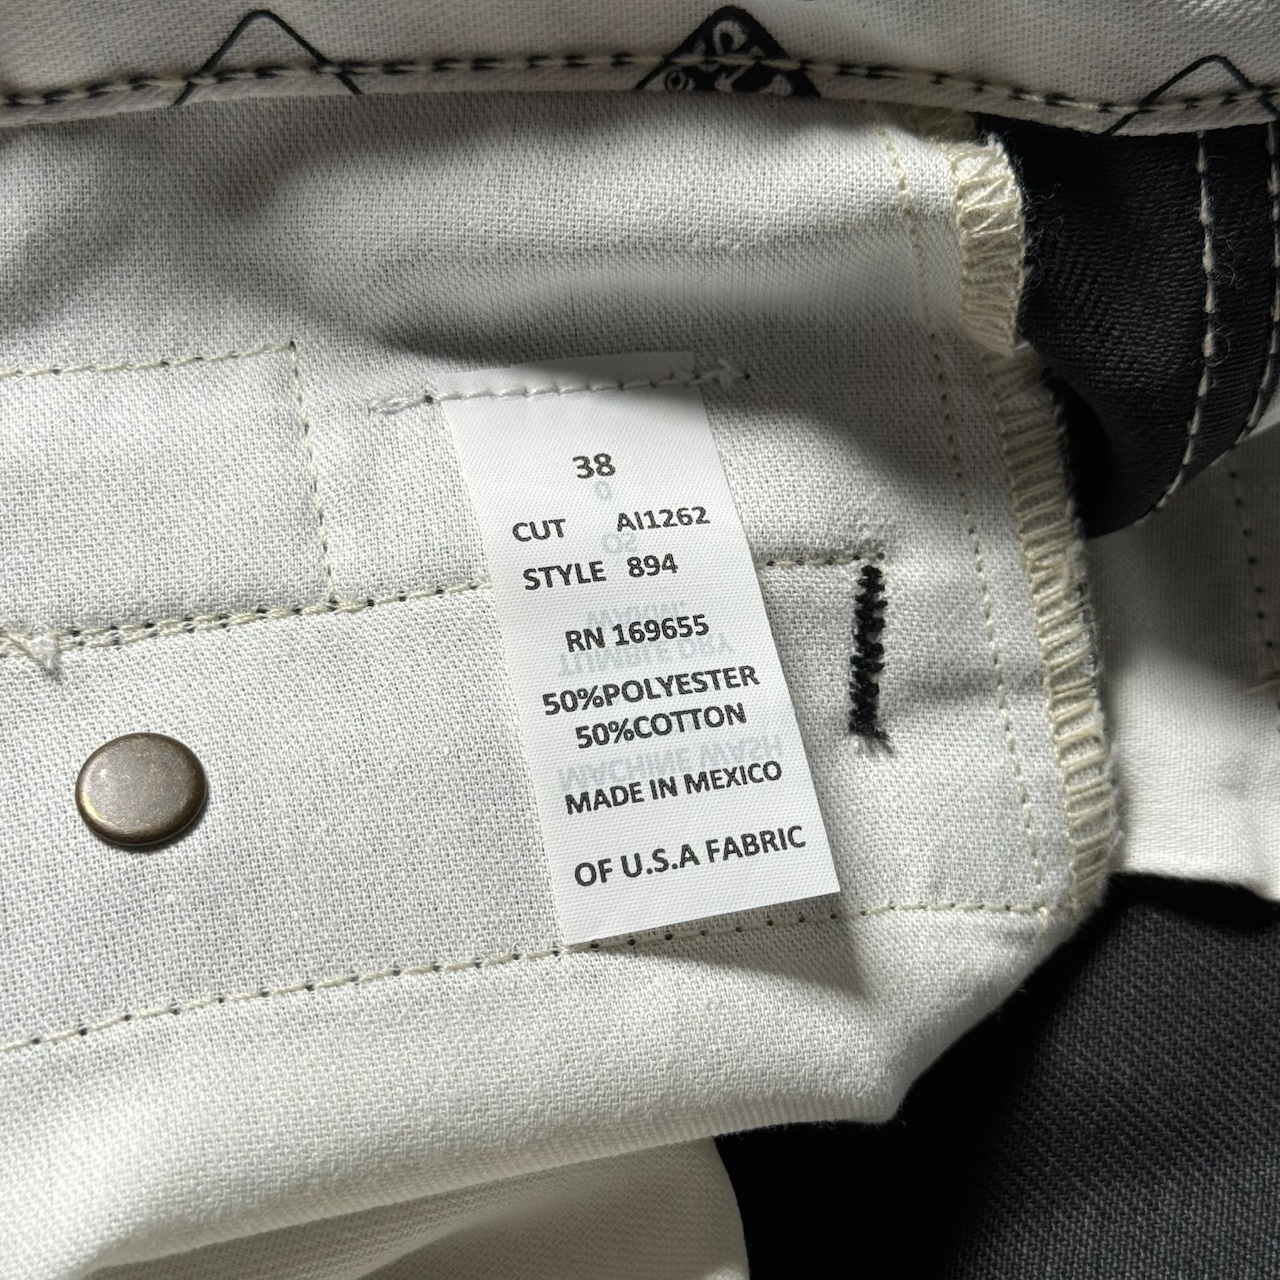 38
CUT AI1262
STYLE 894
RN 169655
50%POLYESTER
50%COTTON
MADE IN MEXICO
OF U.S.A FABRIC